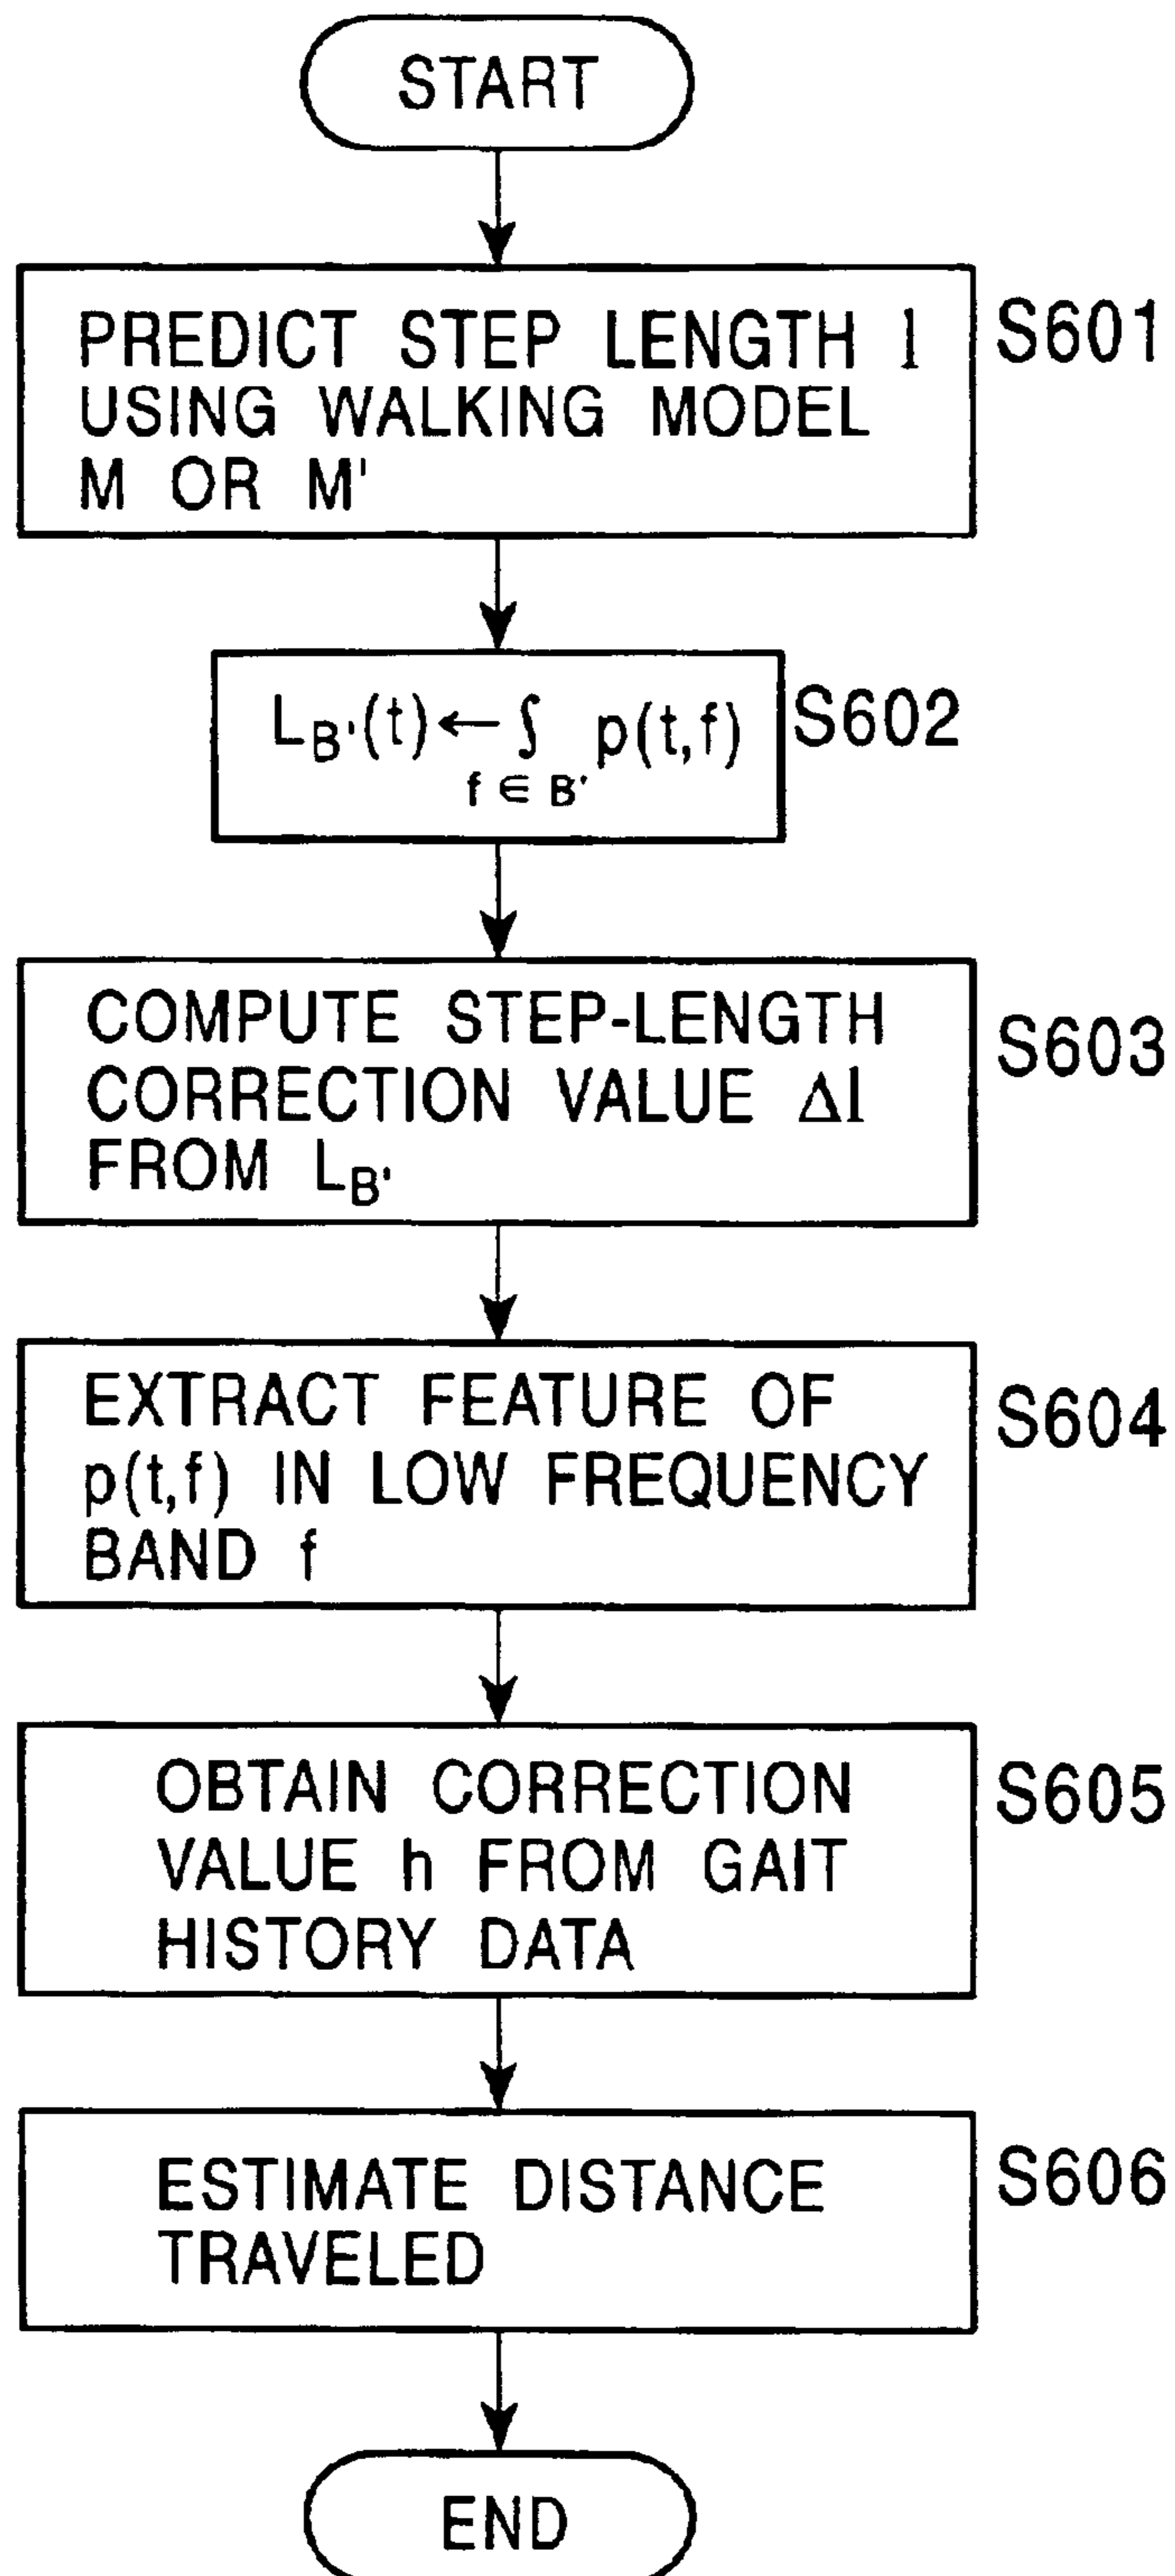 START
PREDICT STEP LENGTH l
USING WALKING MODEL
M OR M'
S601
L_B'(t)←∫ p(t,f)
f ∈ B'
S602
COMPUTE STEP-LENGTH
CORRECTION VALUE Δl
FROM L_B'
S603
EXTRACT FEATURE OF
p(t,f) IN LOW FREQUENCY
BAND f
S604
OBTAIN CORRECTION
VALUE h FROM GAIT
HISTORY DATA
S605
ESTIMATE DISTANCE
TRAVELED
S606
END